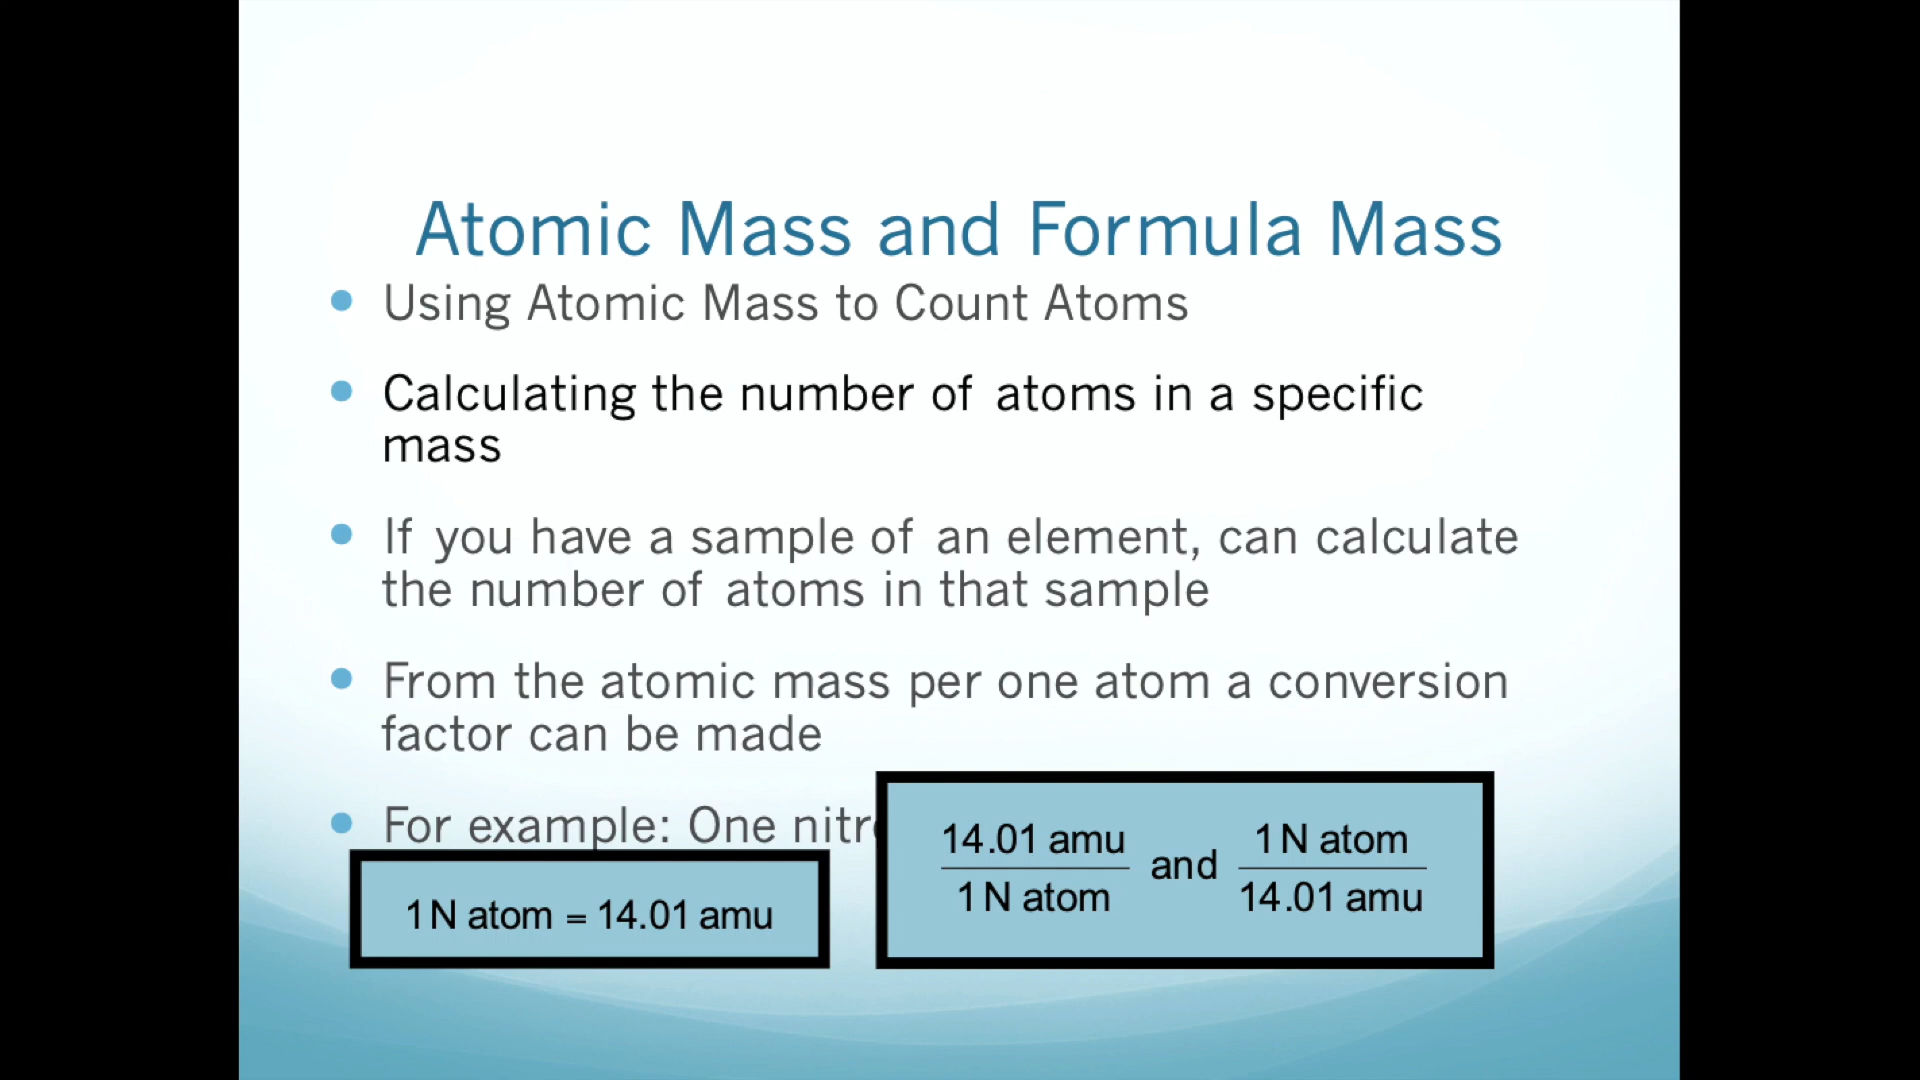 Atomic Mass and Formula Mass
Using Atomic Mass to Count Atoms
Calculating the number of atoms in a specific
mass
If you have a sample of an element, can calculate
the number of atoms in that sample
From the atomic mass per one atom a conversion
factor can be made
For example: One
1 N atom = 14.01 amu
14.01 amu
1 N atom
and
1 N atom
14.01 amu